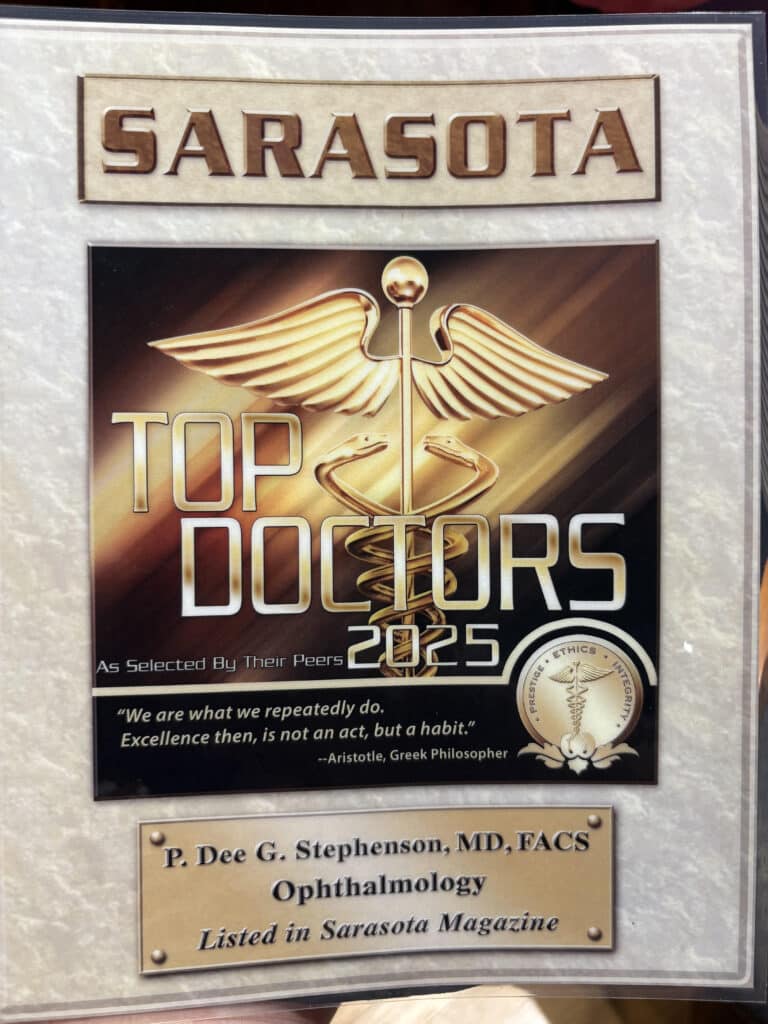 SARASOTA
TOP
DOCTORS
2025
As Selected By Their Peers
PRESTIGE • ETHICS • INTEGRITY
“We are what we repeatedly do.
Excellence then, is not an act, but a habit.”
--Aristotle, Greek Philosopher
P. Dee G. Stephenson, MD, FACS
Ophthalmology
Listed in Sarasota Magazine